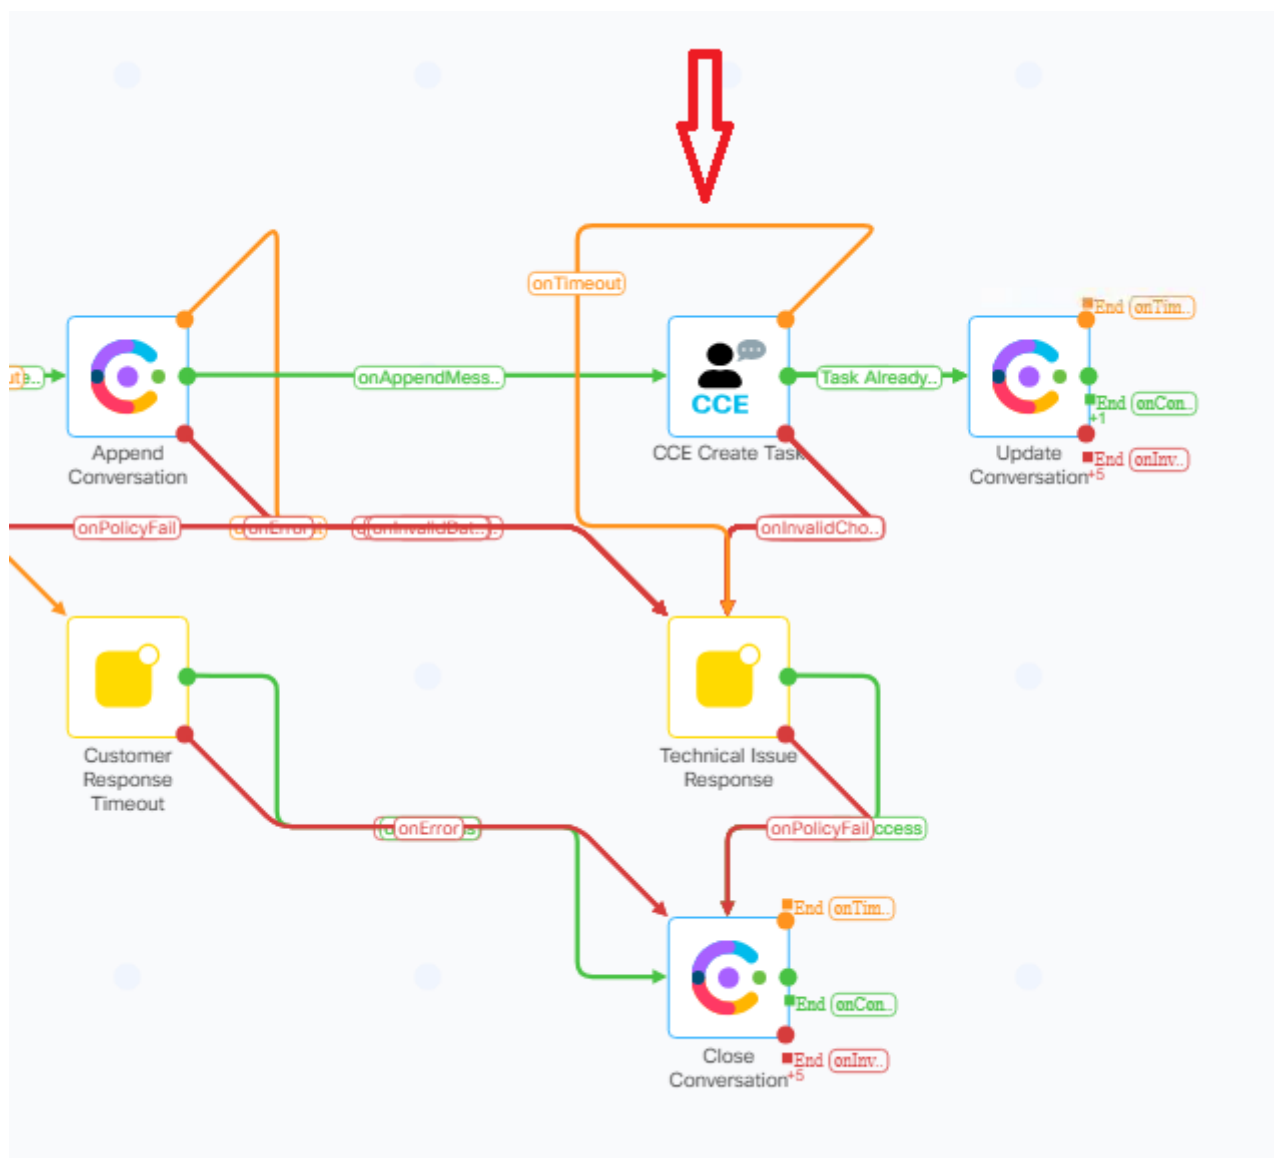 End onTim..
onTimeout
e..
onAppendMess..
Task Already..
CCE
End onCon..
+1
Append
Conversation
CCE Create Task
Update
Conversation
End onInv..
+5
onPolicyFail
onError
onInvalidDat..
onInvalidCho..
Customer
Response
Timeout
Technical Issue
Response
onError
onPolicyFail
ccess
End onTim..
End onCon..
Close
Conversation
End onInv..
+5